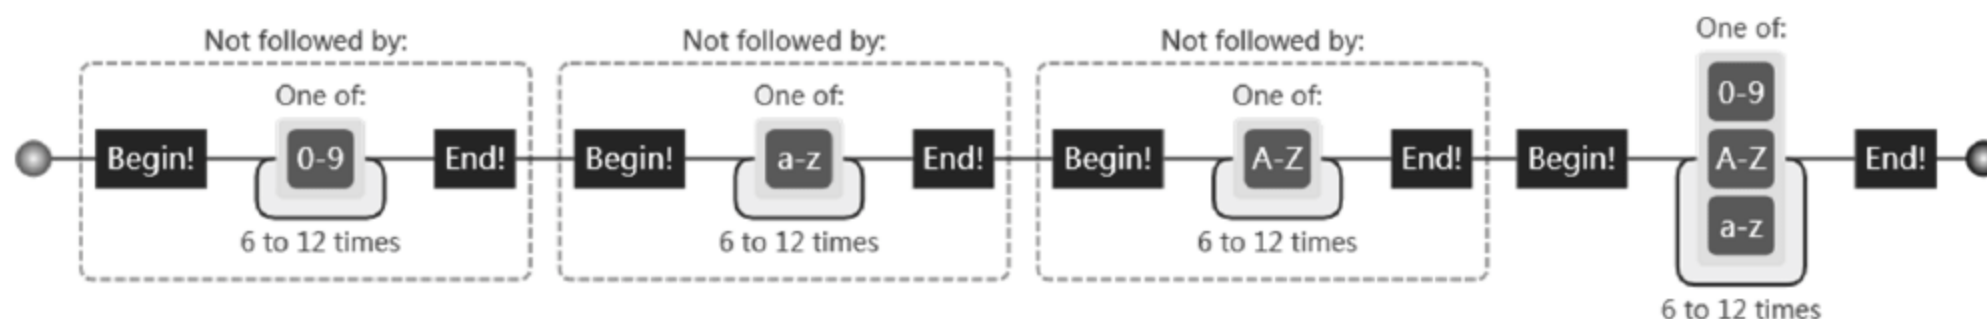 Not followed by:
One of:
Begin! 0-9 End!
6 to 12 times
Not followed by:
One of:
Begin! a-z End!
6 to 12 times
Not followed by:
One of:
Begin! A-Z End!
6 to 12 times
One of:
0-9
Begin! A-Z End!
a-z
6 to 12 times